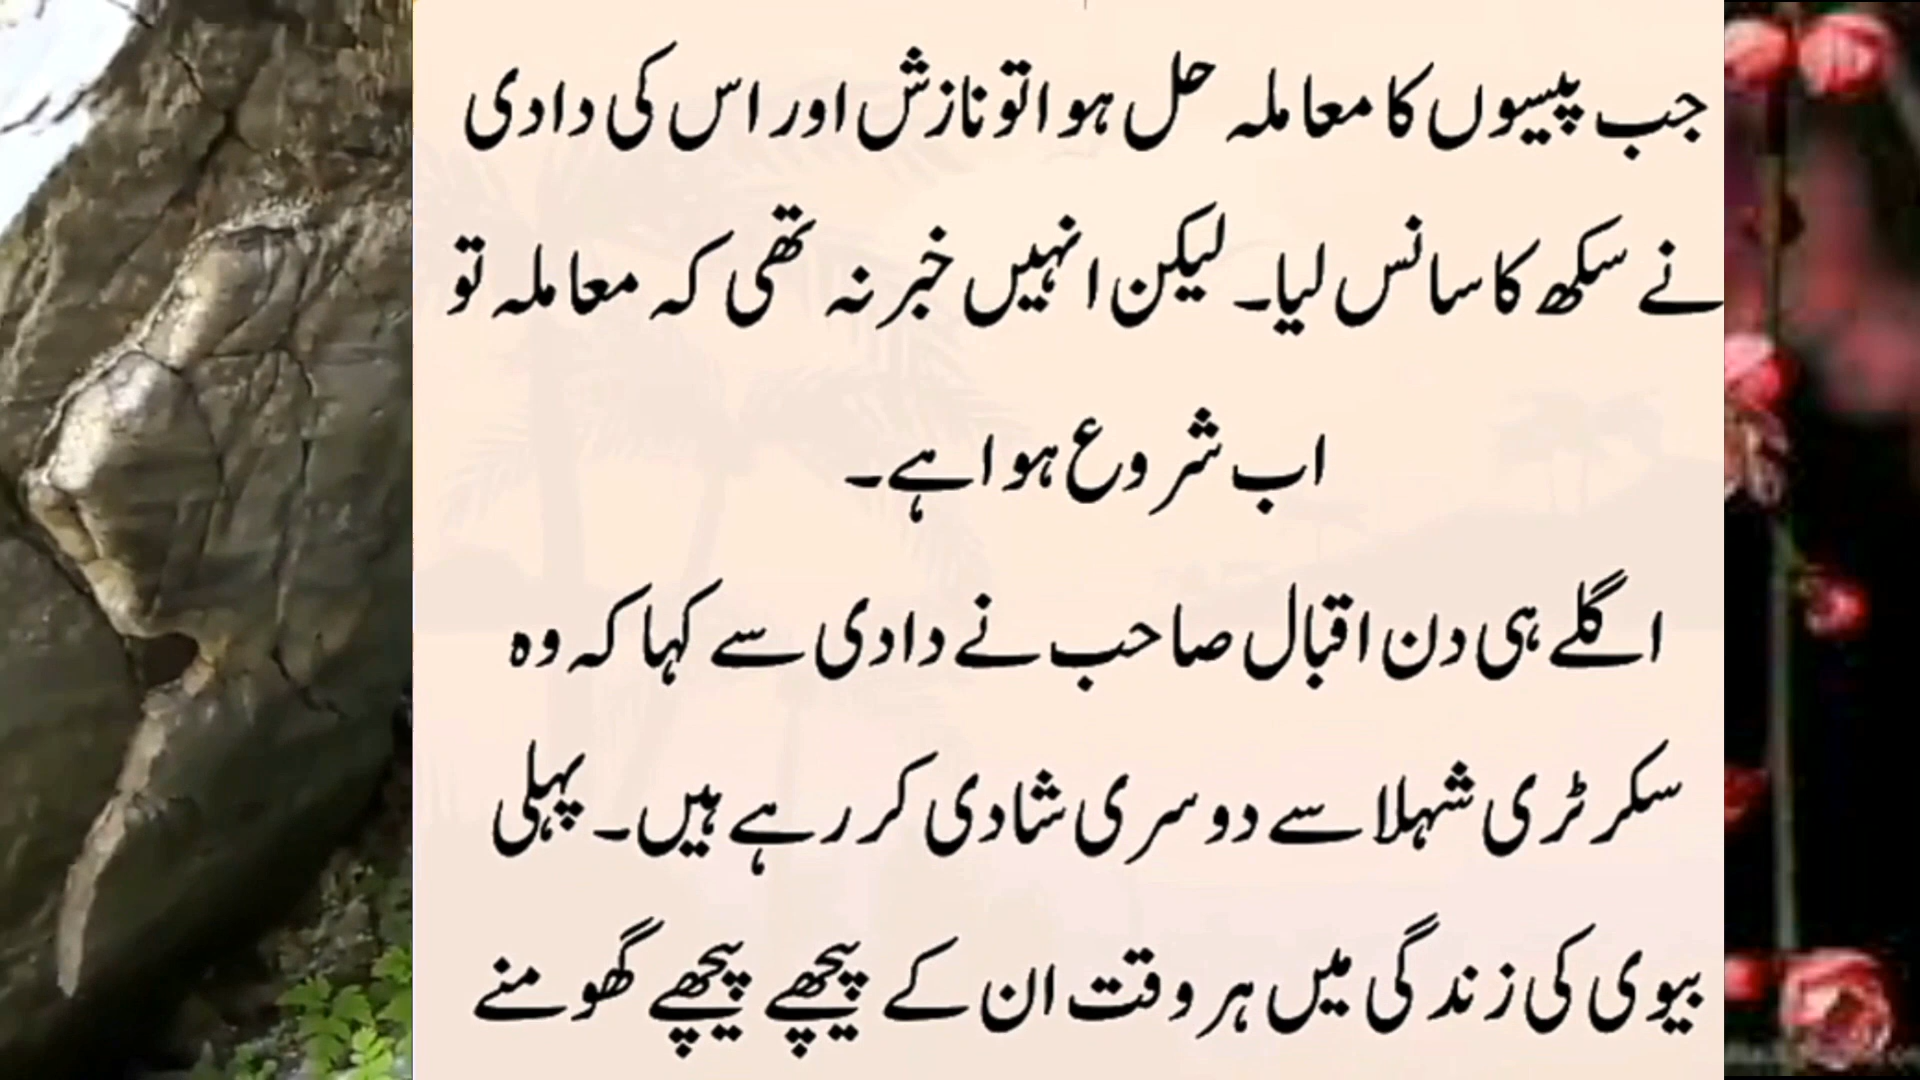 جب پیسوں کا معاملہ حل ہوا تو نازش اور اس کی دادی
نے سکھ کا سانس لیا۔ لیکن انہیں خبر نہ تھی کہ معاملہ تو
اب شروع ہوا ہے۔
اگلے ہی دن اقبال صاحب نے دادی سے کہا کہ وہ
سکرٹری شہلا سے دوسری شادی کر رہے ہیں۔ پہلی
بیوی کی زندگی میں ہر وقت ان کے پیچھے پیچھے گھومنے